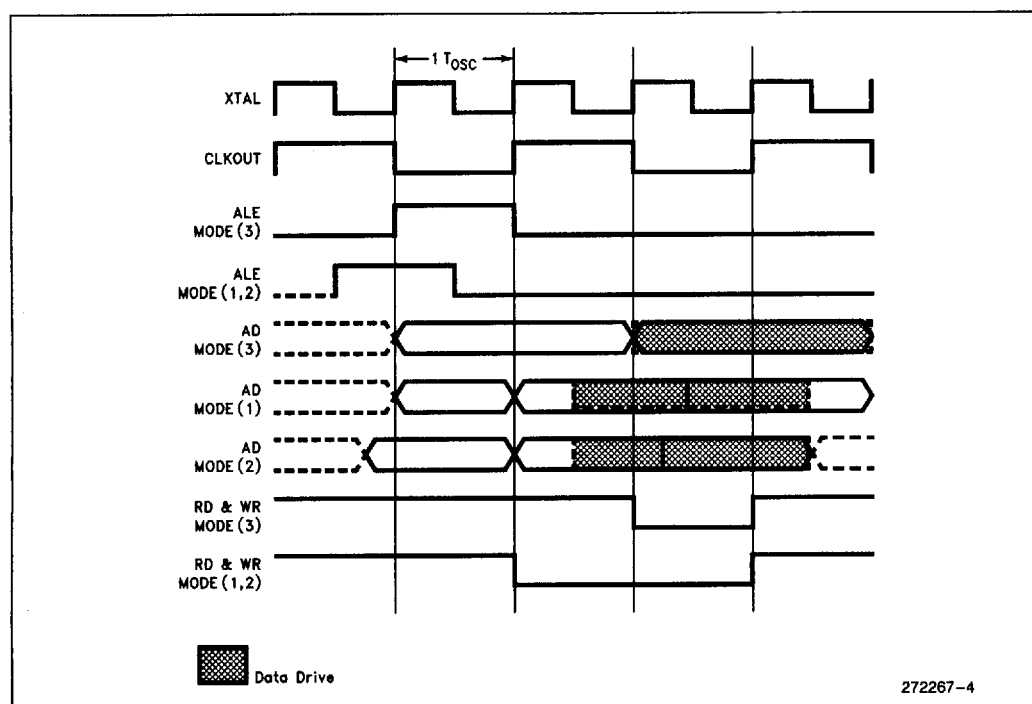 1 TOSC
XTAL
CLKOUT
ALE
MODE(3)
ALE
MODE(1,2)
AD
MODE(3)
AD
MODE(1)
AD
MODE(2)
RD & WR
MODE(3)
RD & WR
MODE(1,2)
Data Drive
272267-4